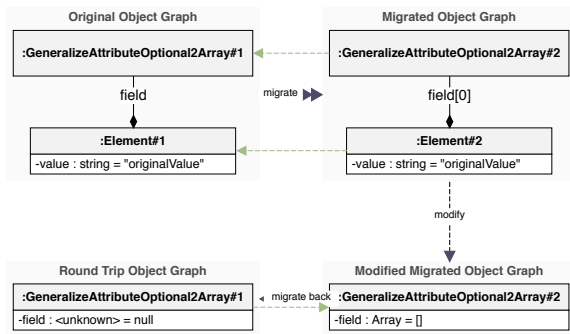 Original Object Graph
Migrated Object Graph
:GeneralizeAttributeOptional2Array#1
:GeneralizeAttributeOptional2Array#2
field
migrate
field[0]
:Element#1
:Element#2
-value : string = "originalValue"
-value : string = "originalValue"
modify
Round Trip Object Graph
Modified Migrated Object Graph
:GeneralizeAttributeOptional2Array#1
migrate back
:GeneralizeAttributeOptional2Array#2
-field : <unknown> = null
-field : Array = []